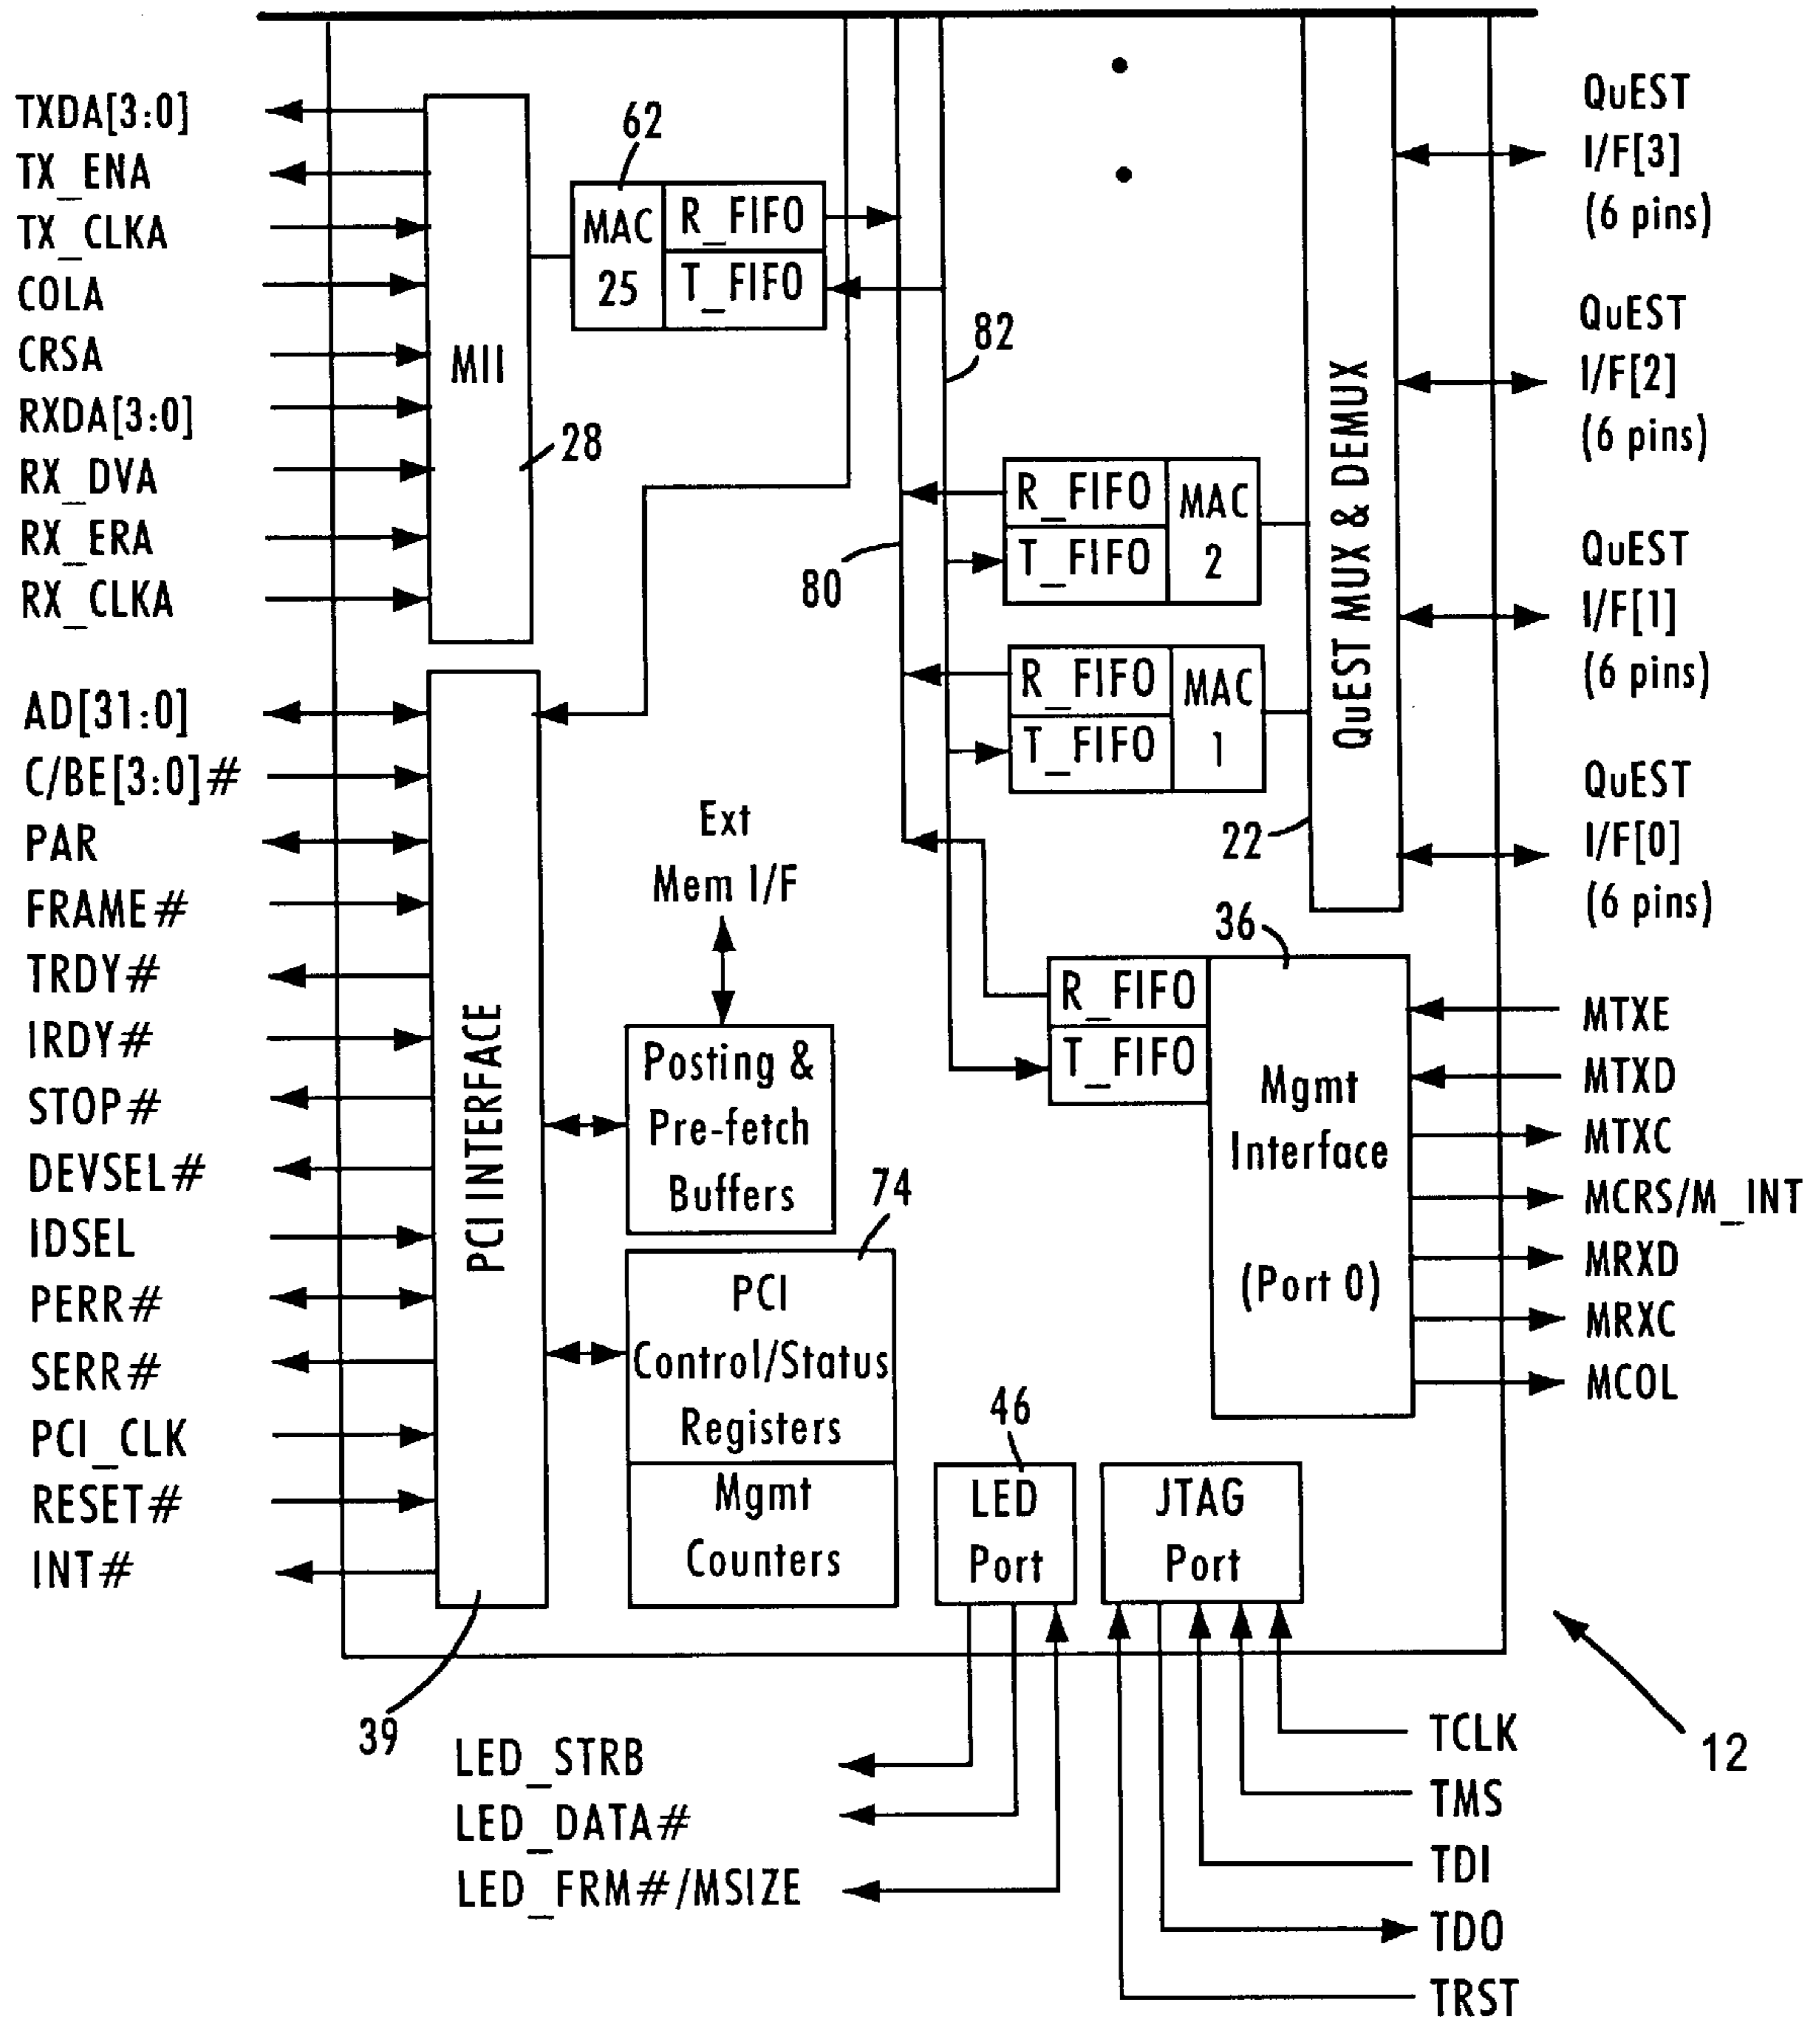 TXDA[3:0]
TX_ENA
TX_CLKA
COLA
CRSA
RXDA[3:0]
RX_DVA
RX_ERA
RX_CLKA
MII
28
62
MAC
25
R_FIFO
T_FIFO
82
80
R_FIFO
T_FIFO
MAC
2
R_FIFO
T_FIFO
MAC
1
QuEST MUX & DEMUX
22
QuEST
I/F[3]
(6 pins)
QuEST
I/F[2]
(6 pins)
QuEST
I/F[1]
(6 pins)
QuEST
I/F[0]
(6 pins)
AD[31:0]
C/BE[3:0]#
PAR
FRAME#
TRDY#
IRDY#
STOP#
DEVSEL#
IDSEL
PERR#
SERR#
PCI_CLK
RESET#
INT#
PCI INTERFACE
39
Ext
Mem I/F
Posting &
Pre-fetch
Buffers
74
PCI
Control/Status
Registers
Mgmt
Counters
36
R_FIFO
T_FIFO
Mgmt
Interface
(Port 0)
MTXE
MTXD
MTXC
MCRS/M_INT
MRXD
MRXC
MCOL
46
LED
Port
JTAG
Port
LED_STRB
LED_DATA#
LED_FRM#/MSIZE
TCLK
TMS
TDI
TDO
TRST
12